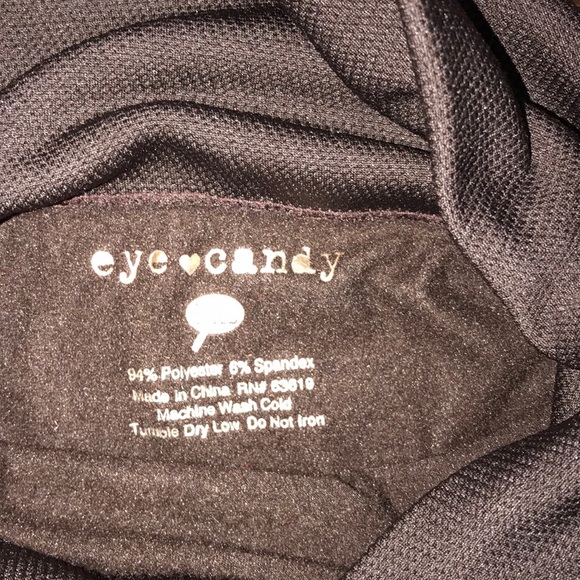 eye♥candy
94% Polyester 6% Spandex
Made in China RN# 83619
Machine Wash Cold
Tumble Dry Low Do Not Iron